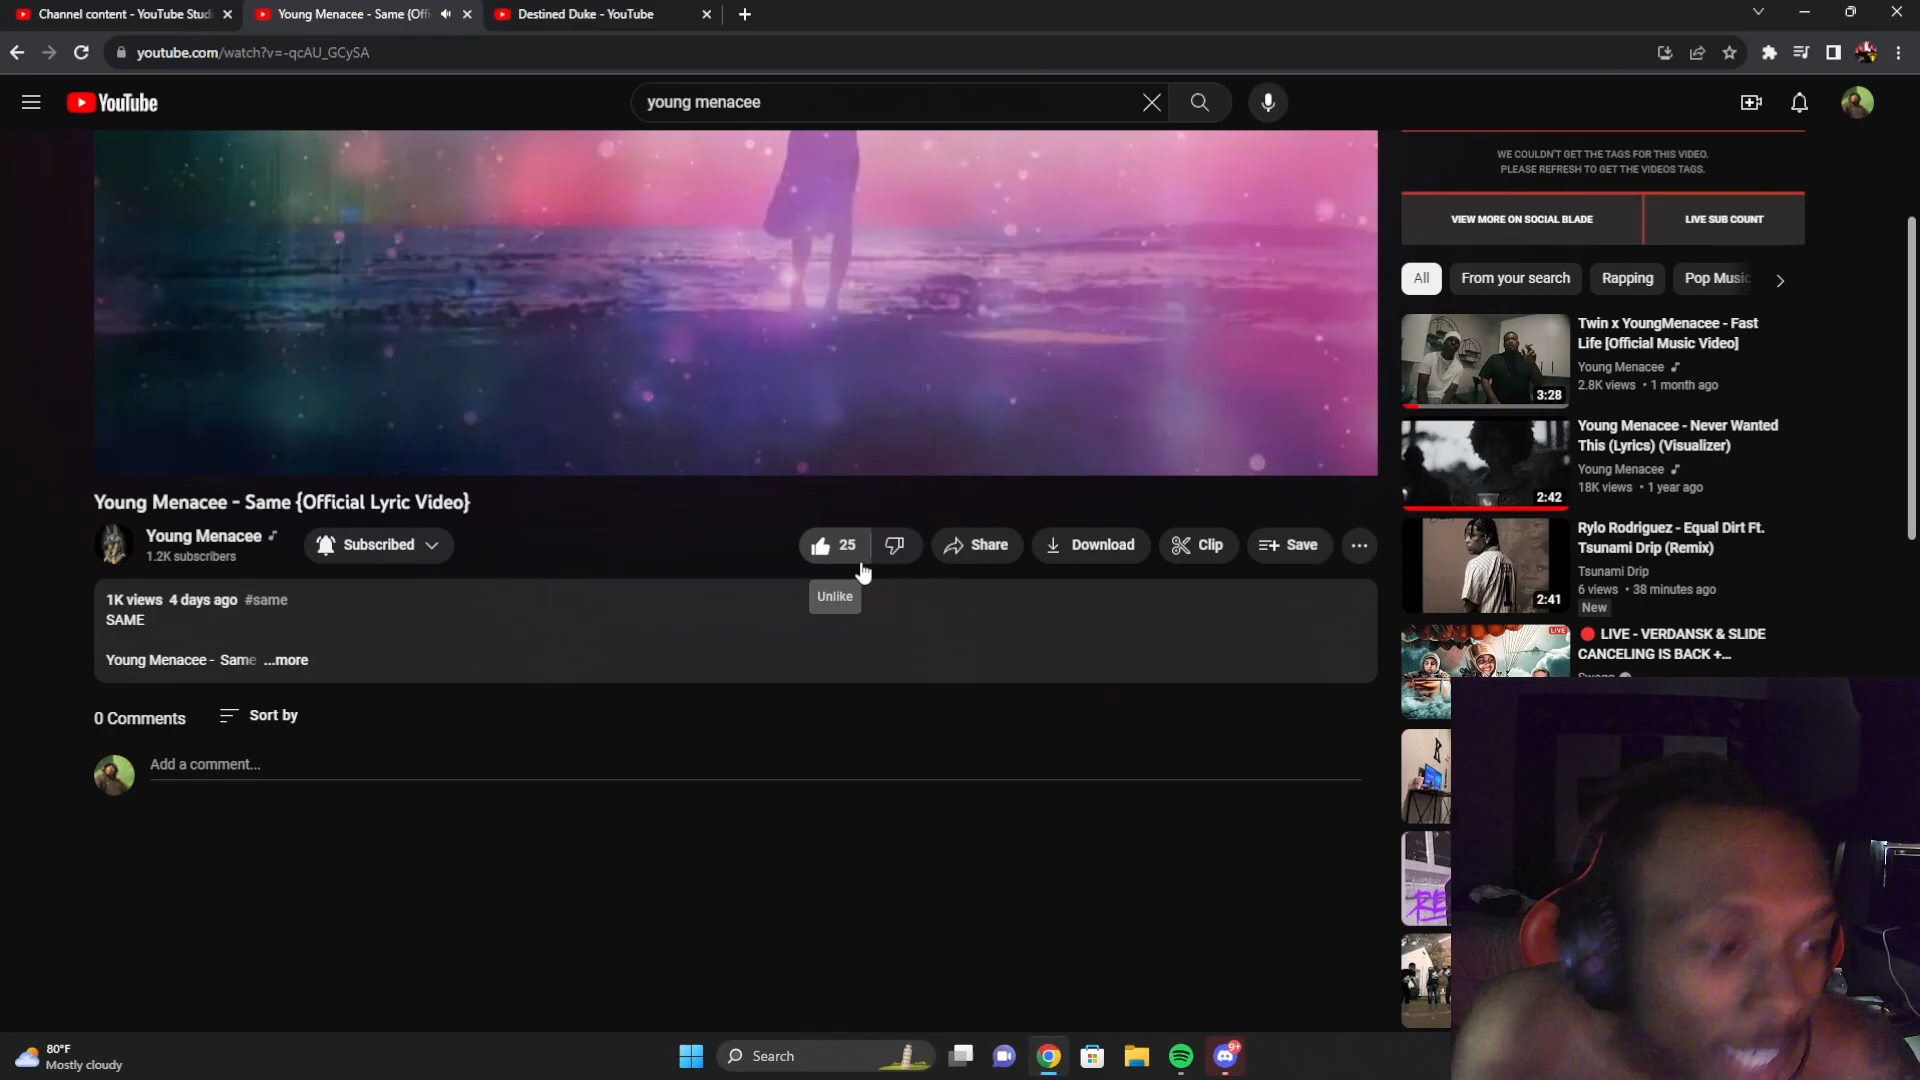 Channel content - YouTube Studi
Young Menacee - Same {Offi
Destined Duke - YouTube
youtube.com/watch?v=-qcAU_GCySA
YouTube
young menacee
WE COULDN'T GET THE TAGS FOR THIS VIDEO.
PLEASE REFRESH TO GET THE VIDEOS TAGS.
VIEW MORE ON SOCIAL BLADE
LIVE SUB COUNT
All
From your search
Rapping
Pop Music
Twin x YoungMenacee - Fast
Life [Official Music Video]
Young Menacee
2.8K views • 1 month ago
3:28
Young Menacee - Never Wanted
This (Lyrics) (Visualizer)
Young Menacee
18K views • 1 year ago
2:42
Rylo Rodriguez - Equal Dirt Ft.
Tsunami Drip (Remix)
Tsunami Drip
6 views • 38 minutes ago
New
2:41
LIVE
LIVE - VERDANSK & SLIDE
CANCELING IS BACK +...
Young Menacee - Same {Official Lyric Video}
Young Menacee
1.2K subscribers
Subscribed
25
Share
Download
Clip
Save
Unlike
1K views 4 days ago #same
SAME
Young Menacee - Same ...more
0 Comments
Sort by
Add a comment...
80°F
Mostly cloudy
Search
9+